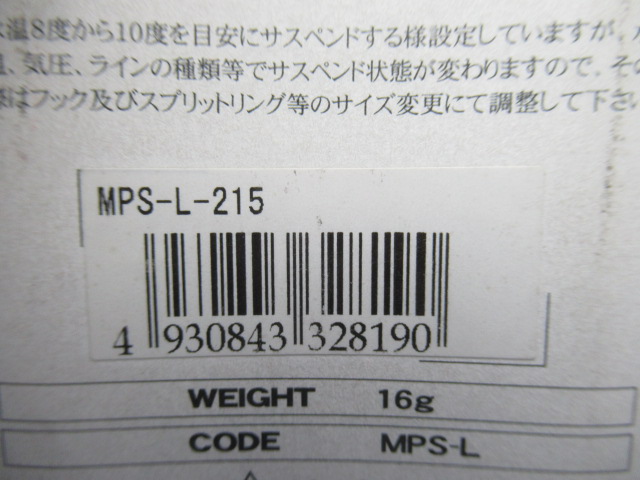 温8度から10度を目安にサスペンドする様設定していますが、
、気圧、ラインの種類等でサスペンド状態が変わりますので、その
はフック及びスプリットリング等のサイズ変更にて調整して下さい
MPS-L-215
4 930843 328190
WEIGHT 16g
CODE MPS-L